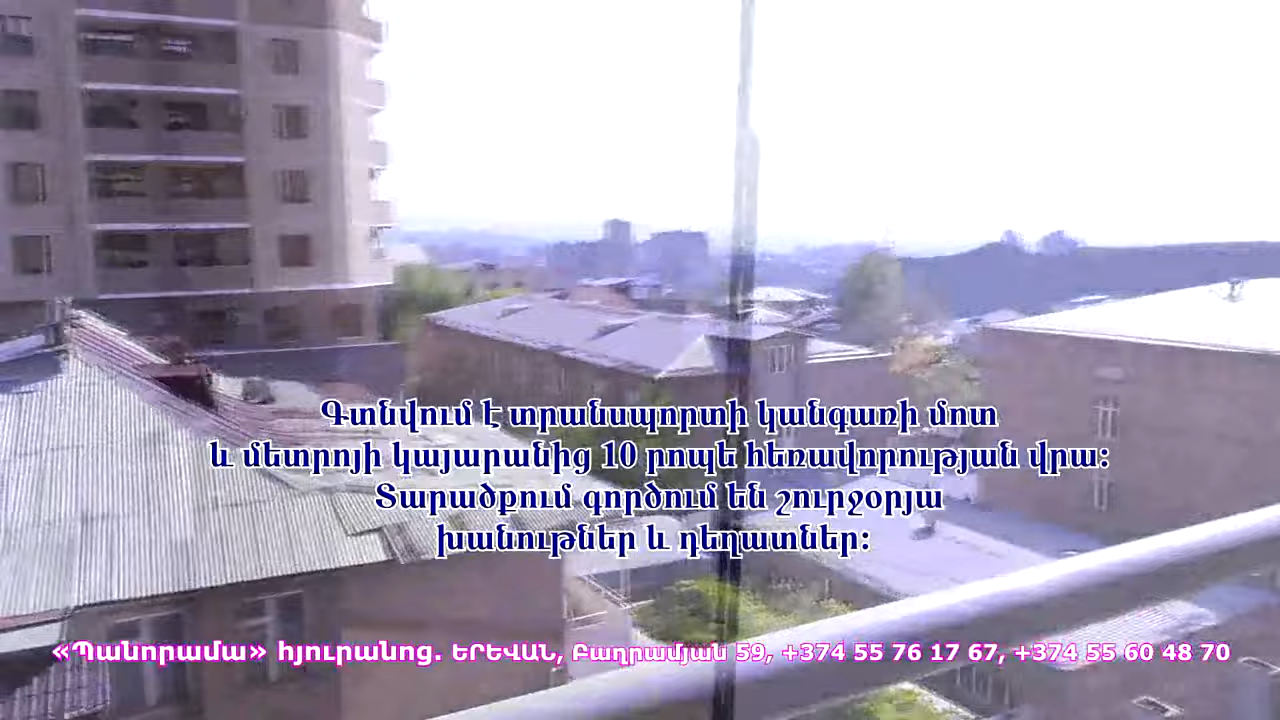 Գտնվում է տրանսպորտի կանգառի մոտ
և մետրոյի կայարանից 10 րոպե հեռավորության վրա:
Տարածքում գործում են շուրջօրյա
խանութներ և դեղատներ:
«Պանորամա» հյուրանոց. ԵՐԵՎԱՆ, Բաղրամյան 59, +374 55 76 17 67, +374 55 60 48 70